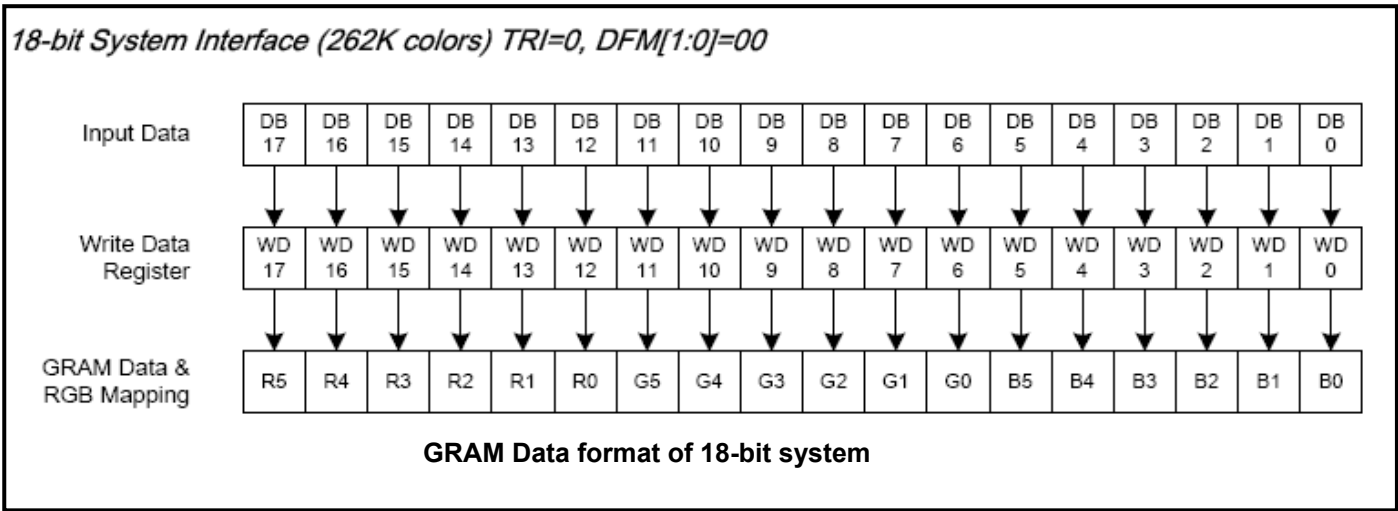 18-bit System Interface (262K colors) TRI=0, DFM[1:0]=00
Input Data DB 17 DB 16 DB 15 DB 14 DB 13 DB 12 DB 11 DB 10 DB 9 DB 8 DB 7 DB 6 DB 5 DB 4 DB 3 DB 2 DB 1 DB 0
Write Data Register WD 17 WD 16 WD 15 WD 14 WD 13 WD 12 WD 11 WD 10 WD 9 WD 8 WD 7 WD 6 WD 5 WD 4 WD 3 WD 2 WD 1 WD 0
GRAM Data & RGB Mapping R5 R4 R3 R2 R1 R0 G5 G4 G3 G2 G1 G0 B5 B4 B3 B2 B1 B0
GRAM Data format of 18-bit system